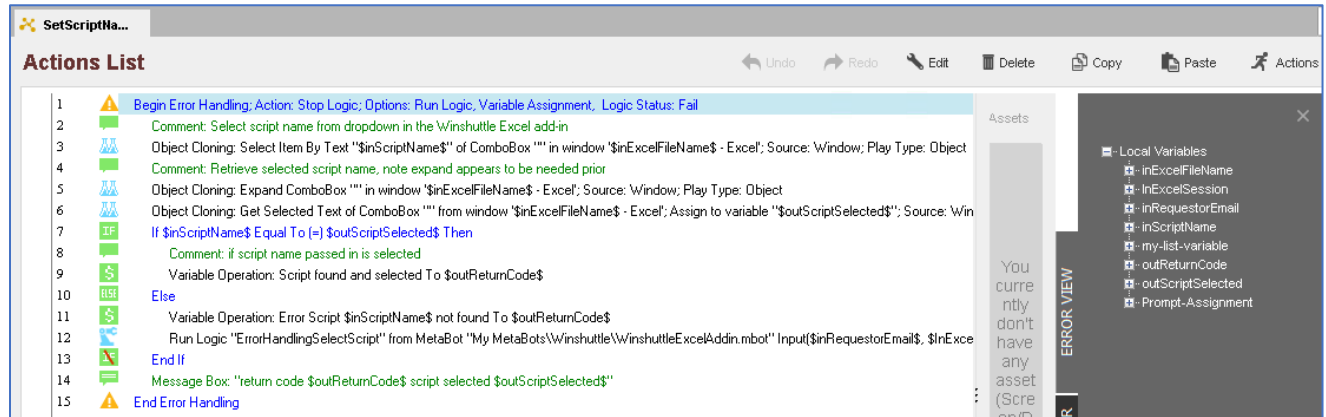 SetScriptNa...
Actions List
Undo Redo Edit Delete Copy Paste Actions
1 Begin Error Handling; Action: Stop Logic; Options: Run Logic, Variable Assignment, Logic Status: Fail
2 Comment: Select script name from dropdown in the Winshuttle Excel add-in
3 Object Cloning: Select Item By Text "$inScriptName$" of ComboBox "" in window '$inExcelFileName$ - Excel'; Source: Window; Play Type: Object
4 Comment: Retrieve selected script name, note expand appears to be needed prior
5 Object Cloning: Expand ComboBox "" in window '$inExcelFileName$ - Excel'; Source: Window; Play Type: Object
6 Object Cloning: Get Selected Text of ComboBox "" from window '$inExcelFileName$ - Excel'; Assign to variable "$outScriptSelected$"; Source: Win
7 IF If $inScriptName$ Equal To (=) $outScriptSelected$ Then
8 Comment: if script name passed in is selected
9 $ Variable Operation: Script found and selected To $outReturnCode$
10 ELSE Else
11 $ Variable Operation: Error Script $inScriptName$ not found To $outReturnCode$
12 Run Logic "ErrorHandlingSelectScript" from MetaBot "My MetaBots\Winshuttle\WinshuttleExcelAddin.mbot" Input($inRequestorEmail$, $InExce
13 End If
14 Message Box: "return code $outReturnCode$ script selected $outScriptSelected$"
15 End Error Handling
Assets
You
curre
ntly
don't
have
any
asset
(Scre
ERROR VIEW
Local Variables
inExcelFileName
InExcelSession
inRequestorEmail
inScriptName
my-list-variable
outReturnCode
outScriptSelected
Prompt-Assignment